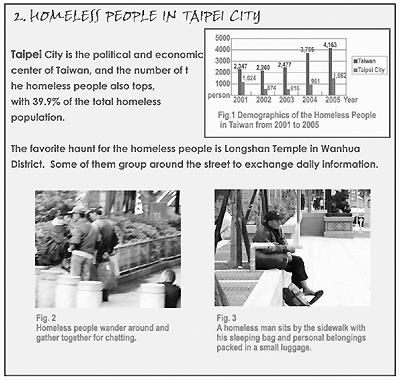 2. HOMELESS PEOPLE IN TAIPEI CITY
Taipei City is the political and economic
center of Taiwan, and the number of t
he homeless people also tops,
with 39.9% of the total homeless
population.
5000
4000
3000
2000
1000
0
person
2,347
1,024
2,260
574
2,477
616
3,785
961
4,163
1,662
2001 2002 2003 2004 2005 Year
Taiwan
Taipei City
Fig.1 Demographics of the Homeless People
in Taiwan from 2001 to 2005
The favorite haunt for the homeless people is Longshan Temple in Wanhua
District. Some of them group around the street to exchange daily information.
Fig. 2
Homeless people wander around and
gather together for chatting.
Fig. 3
A homeless man sits by the sidewalk with
his sleeping bag and personal belongings
packed in a small luggage.